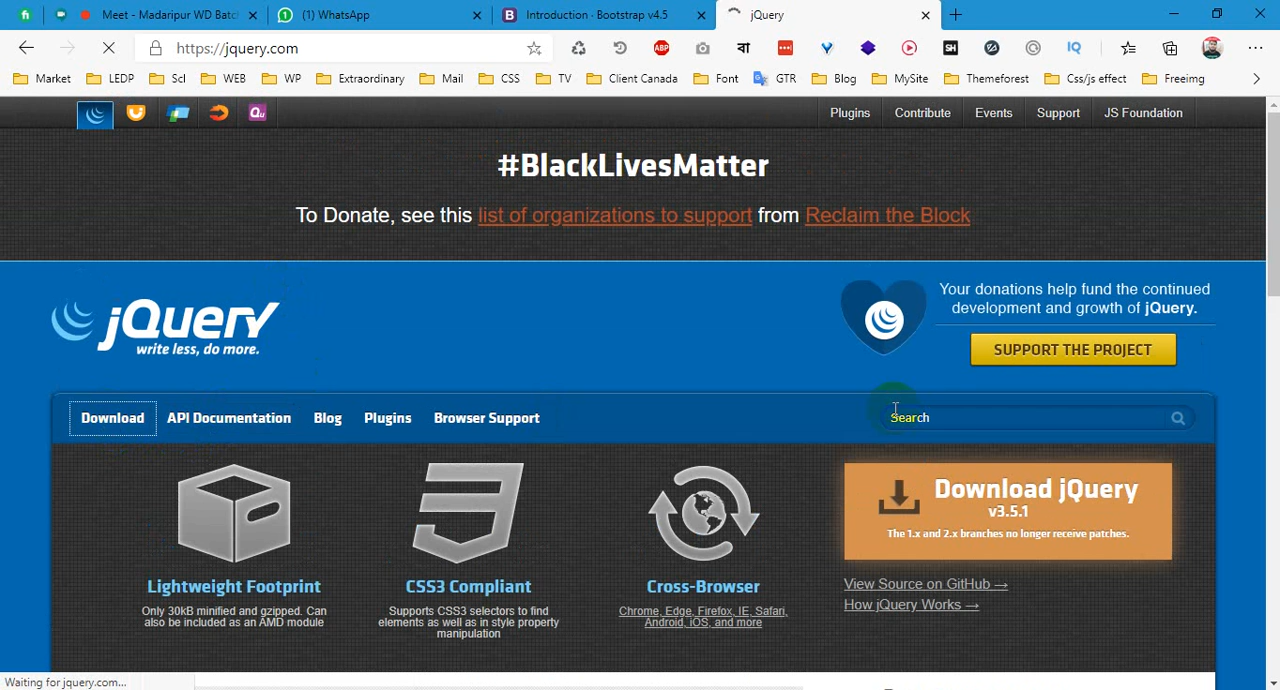 Meet - Madaripur WD Batch
(1) WhatsApp
Introduction · Bootstrap v4.5
jQuery
https://jquery.com
ABP
বা
SH
IQ
Market
LEDP
Scl
WEB
WP
Extraordinary
Mail
CSS
TV
Client Canada
Font
GTR
Blog
MySite
Themeforest
Css/js effect
Freeimg
Qu
Plugins
Contribute
Events
Support
JS Foundation
#BlackLivesMatter
To Donate, see this list of organizations to support from Reclaim the Block
jQuery
write less, do more.
Your donations help fund the continued
development and growth of jQuery.
SUPPORT THE PROJECT
Download
API Documentation
Blog
Plugins
Browser Support
Search
Lightweight Footprint
Only 30kB minified and gzipped. Can
also be included as an AMD module
CSS3 Compliant
Supports CSS3 selectors to find
elements as well as in style property
manipulation
Cross-Browser
Chrome, Edge, Firefox, IE, Safari,
Android, iOS, and more
Download jQuery
v3.5.1
The 1.x and 2.x branches no longer receive patches.
View Source on GitHub →
How jQuery Works →
Waiting for jquery.com...